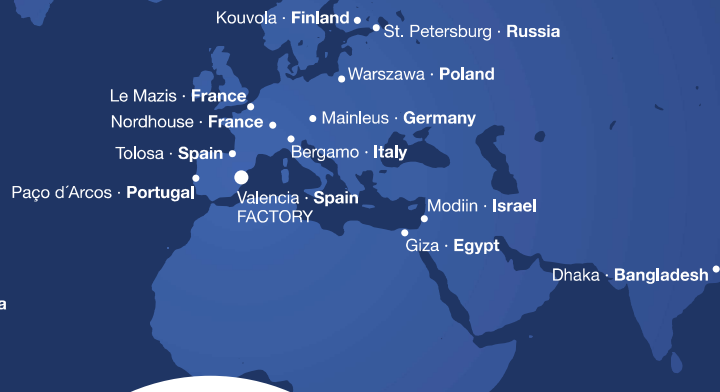 Kouvola · Finland
St. Petersburg · Russia
Warszawa · Poland
Le Mazis · France
Nordhouse · France
Mainleus · Germany
Tolosa · Spain
Bergamo · Italy
Paço d´Arcos · Portugal
Valencia · Spain
FACTORY
Modiin · Israel
Giza · Egypt
Dhaka · Bangladesh
a